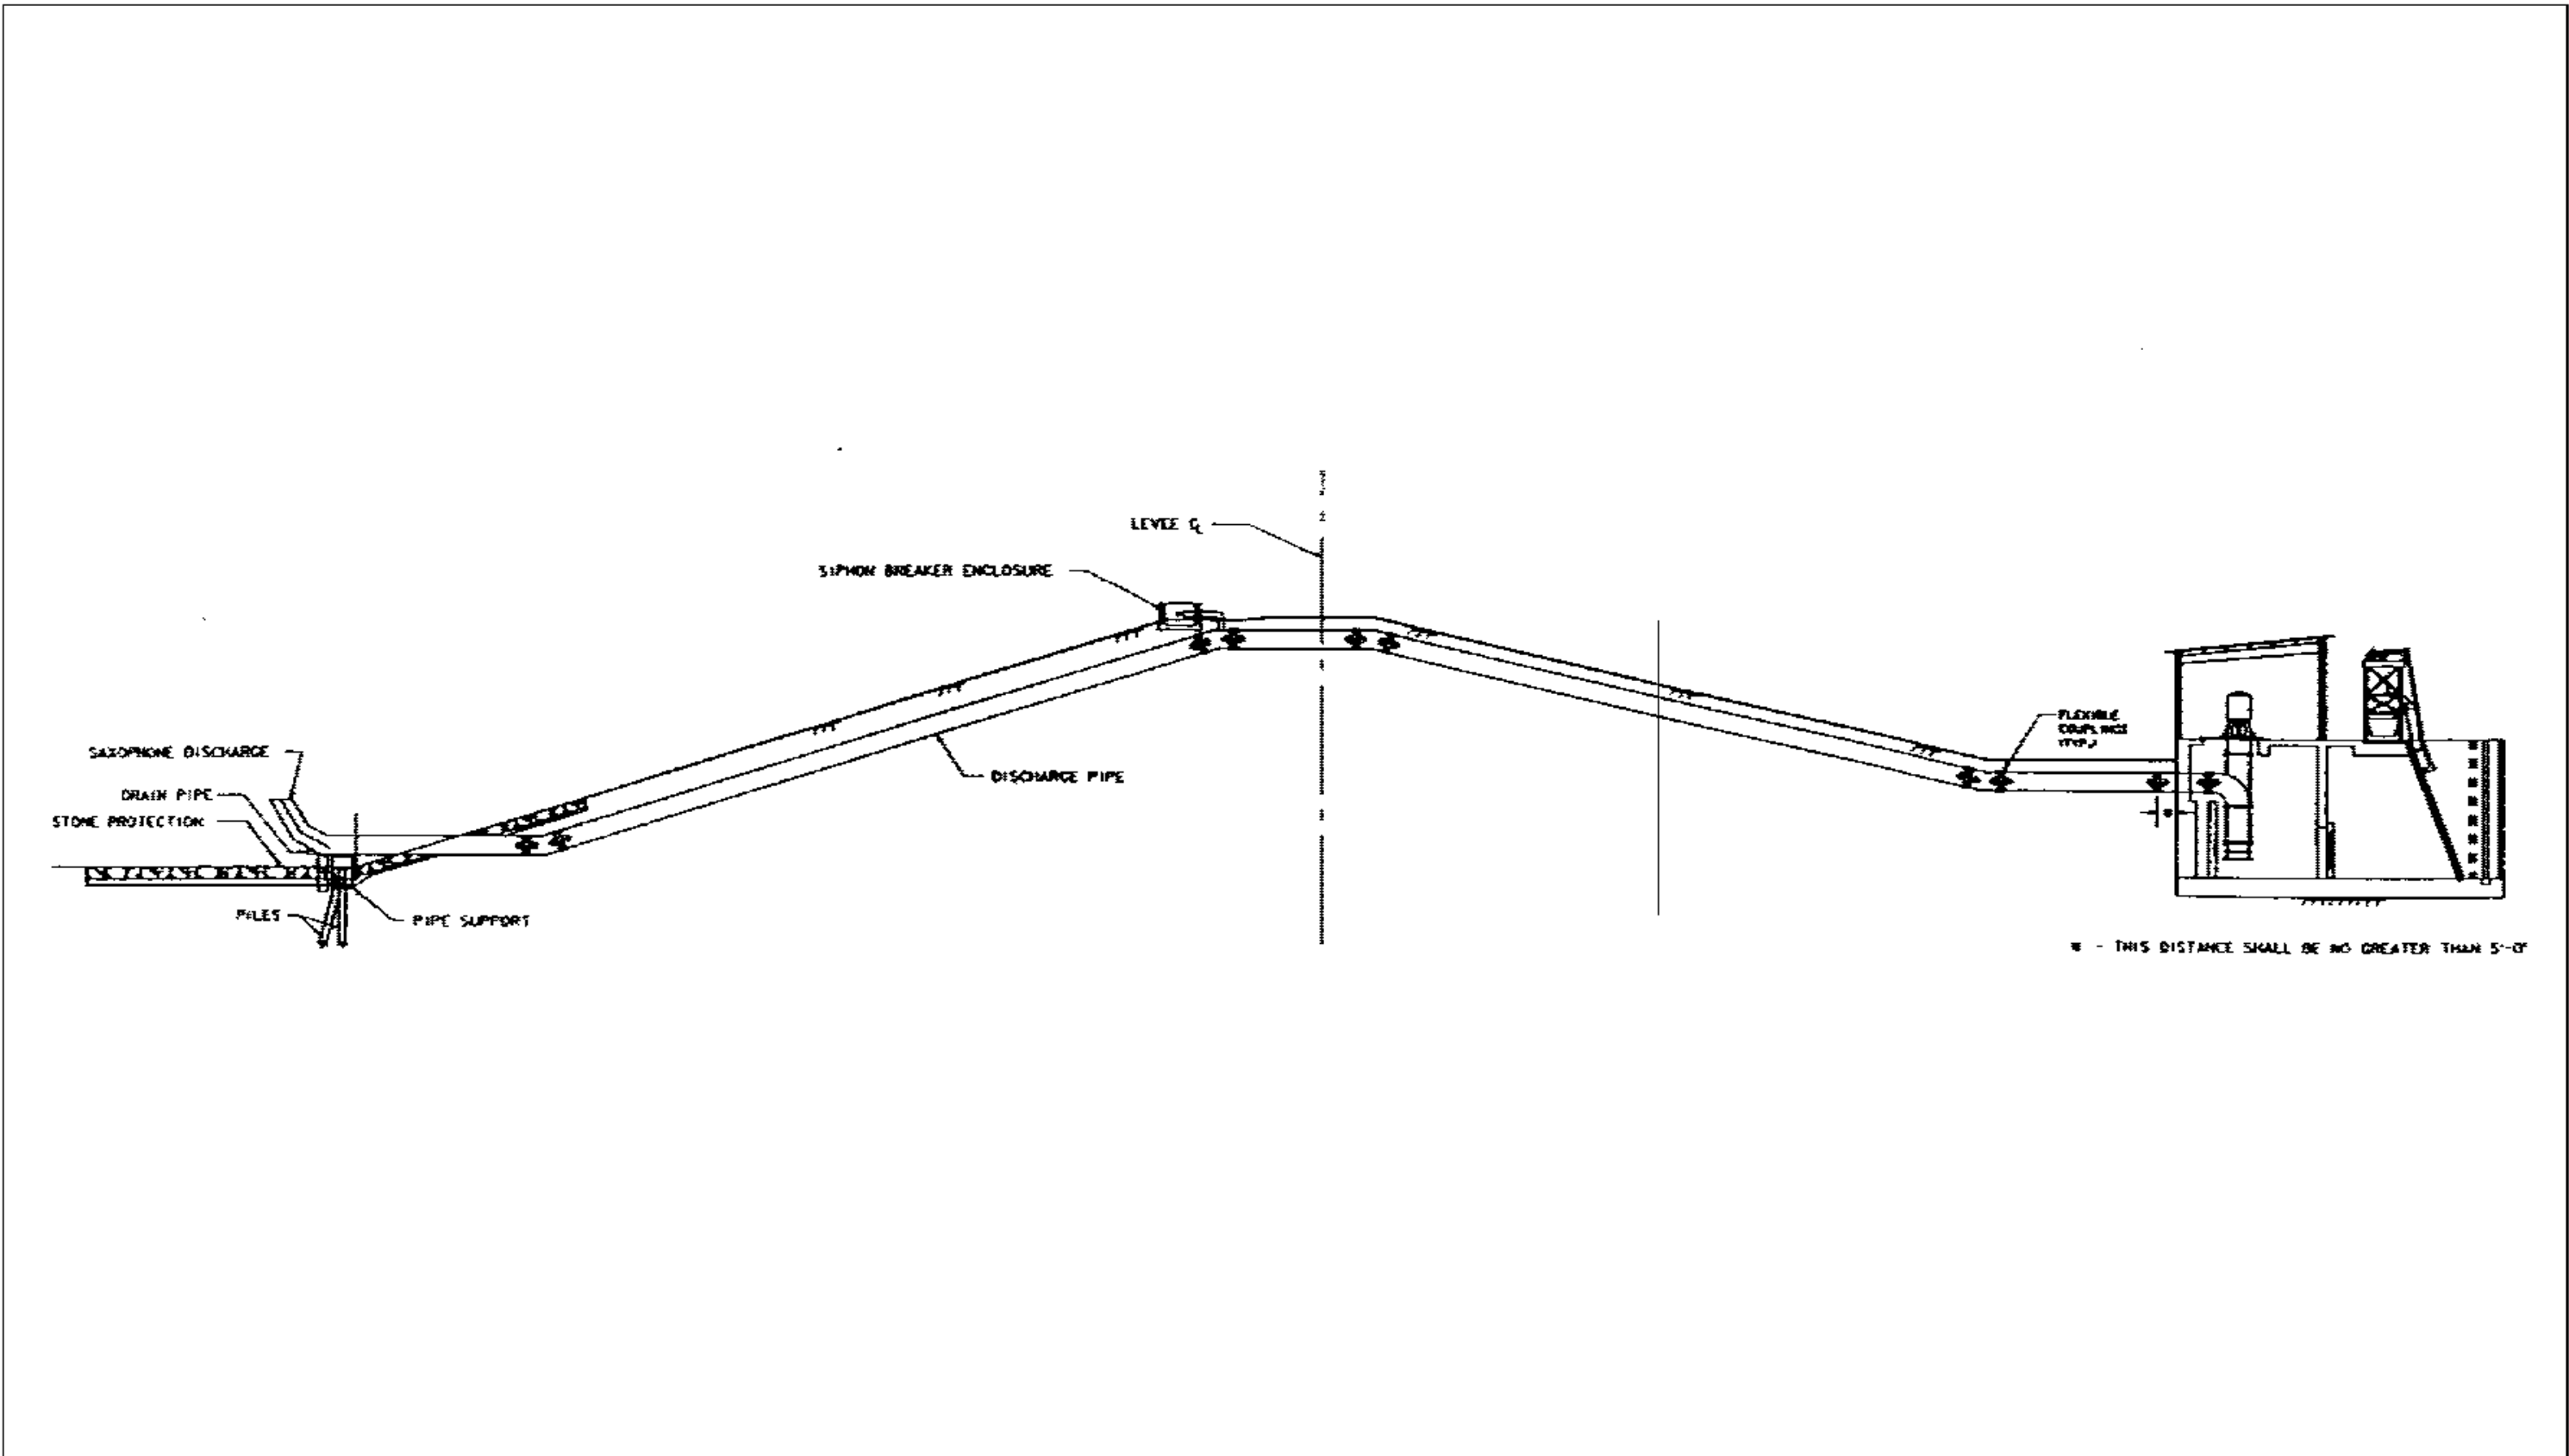 LEVEE ℄
SIPHON BREAKER ENCLOSURE
FLEXIBLE
COUPLINGS
(TYP.)
SAXOPHONE DISCHARGE
DISCHARGE PIPE
DRAIN PIPE
STONE PROTECTION
*
PILES
PIPE SUPPORT
* - THIS DISTANCE SHALL BE NO GREATER THAN 5'-0"